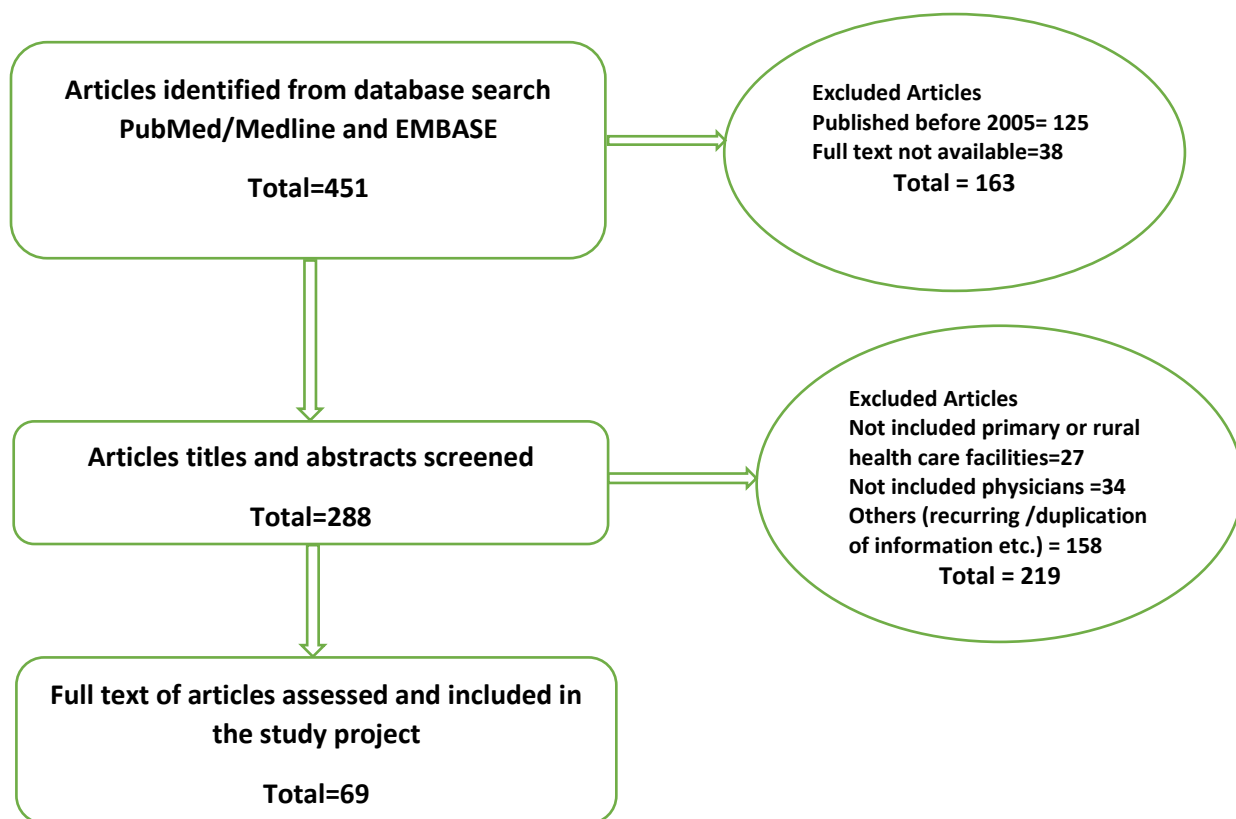 Articles identified from database search
PubMed/Medline and EMBASE
Total=451
Excluded Articles
Published before 2005= 125
Full text not available=38
Total = 163
Articles titles and abstracts screened
Total=288
Excluded Articles
Not included primary or rural
health care facilities=27
Not included physicians =34
Others (recurring /duplication
of information etc.) = 158
Total = 219
Full text of articles assessed and included in
the study project
Total=69